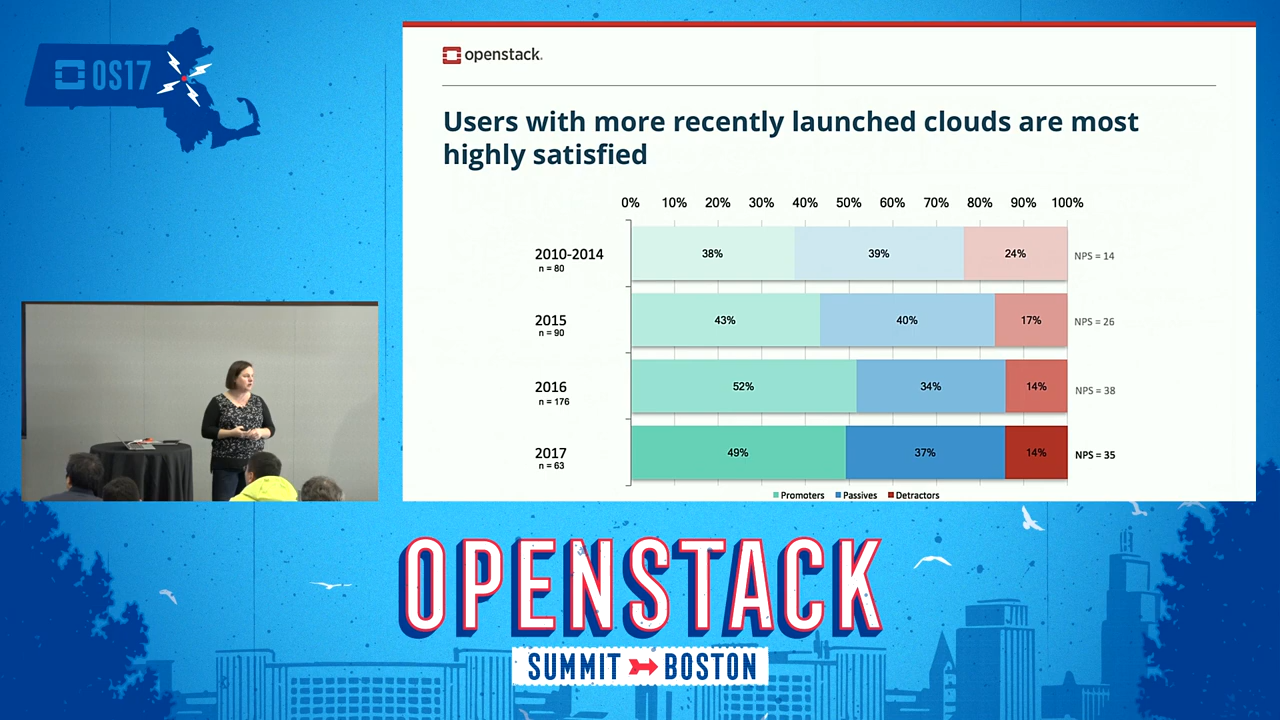 OS17
openstack.
Users with more recently launched clouds are most
highly satisfied
0% 10% 20% 30% 40% 50% 60% 70% 80% 90% 100%
2010-2014 38% 39% 24% NPS = 14
n = 80
2015 43% 40% 17% NPS = 26
n = 90
2016 52% 34% 14% NPS = 38
n = 176
2017 49% 37% 14% NPS = 35
n = 63
Promoters Passives Detractors
OPENSTACK
SUMMIT BOSTON